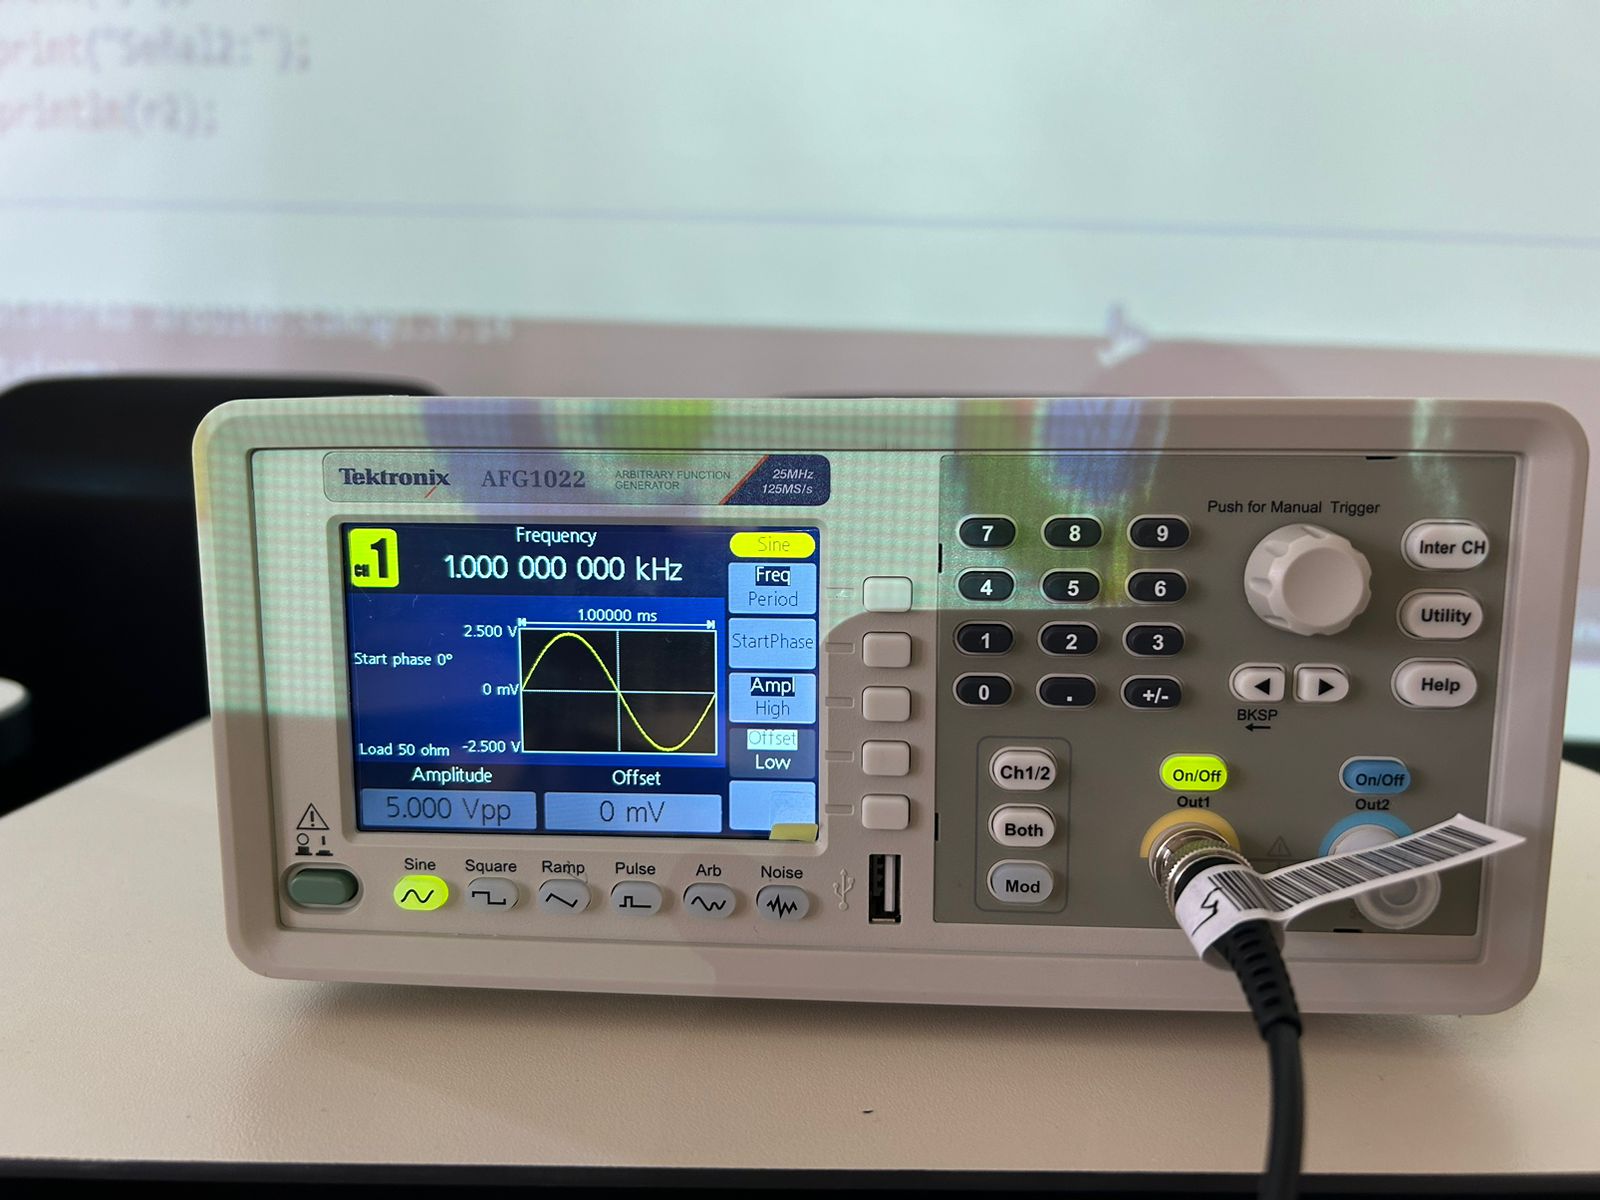 print("Señal2:");
println(r2);
Tektronix AFG1022 ARBITRARY FUNCTION GENERATOR 25MHz 125MS/s
CH 1
Frequency
1.000 000 000 kHz
Sine
Freq
Period
StartPhase
Ampl
High
Offset
Low
1.00000 ms
2.500 V
Start phase 0°
0 mV
Load 50 ohm
-2.500 V
Amplitude
Offset
5.000 Vpp
0 mV
Sine
Square
Ramp
Pulse
Arb
Noise
7 8 9
4 5 6
1 2 3
0 . +/-
Push for Manual Trigger
Inter CH
Utility
Help
BKSP
Ch1/2
Both
Mod
On/Off
Out1
On/Off
Out2